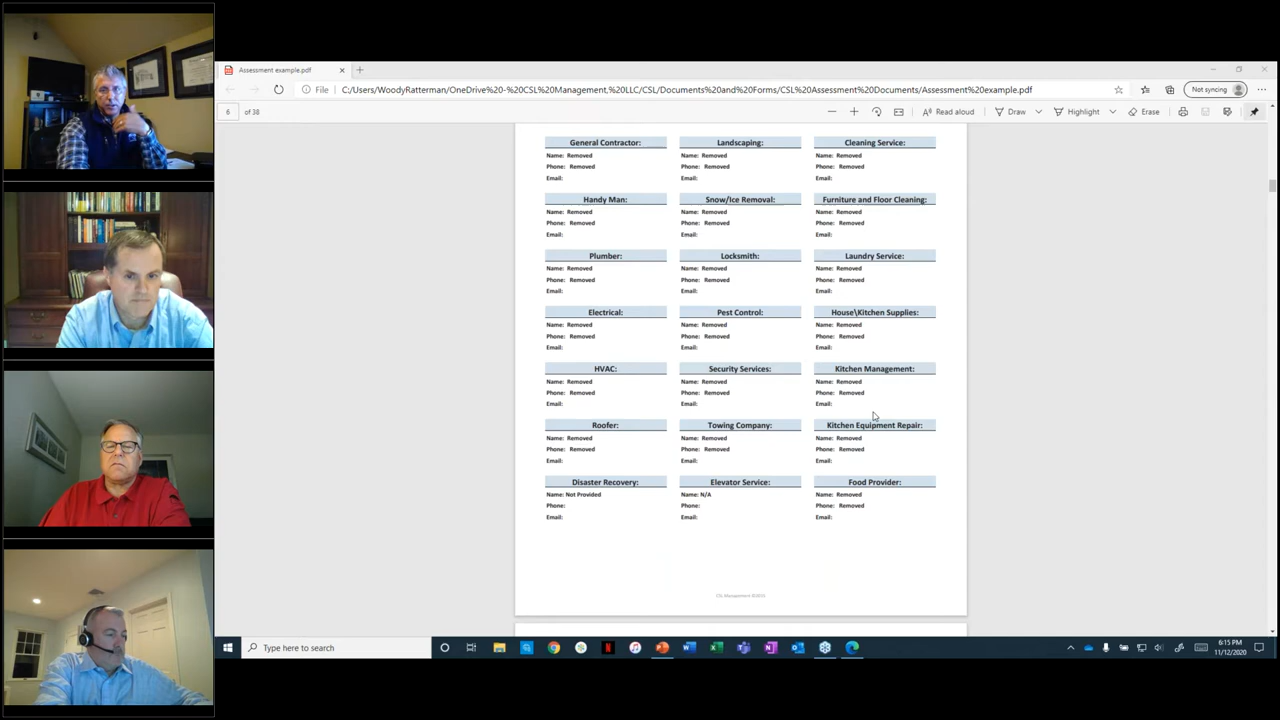 Assessment example.pdf
File
C:/Users/WoodyRatterman/OneDrive%20-%20CSL%20Management,%20LLC/CSL/Documents%20and%20Forms/CSL%20Assessment%20Documents/Assessment%20example.pdf
Not syncing
6 of 38
Read aloud
Draw
Highlight
Erase
General Contractor: Landscaping: Cleaning Service:
Name: Removed Name: Removed Name: Removed
Phone: Removed Phone: Removed Phone: Removed
Email: Email: Email:
Handy Man: Snow/Ice Removal: Furniture and Floor Cleaning:
Name: Removed Name: Removed Name: Removed
Phone: Removed Phone: Removed Phone: Removed
Email: Email: Email:
Plumber: Locksmith: Laundry Service:
Name: Removed Name: Removed Name: Removed
Phone: Removed Phone: Removed Phone: Removed
Email: Email: Email:
Electrical: Pest Control: House\Kitchen Supplies:
Name: Removed Name: Removed Name: Removed
Phone: Removed Phone: Removed Phone: Removed
Email: Email: Email:
HVAC: Security Services: Kitchen Management:
Name: Removed Name: Removed Name: Removed
Phone: Removed Phone: Removed Phone: Removed
Email: Email: Email:
Roofer: Towing Company: Kitchen Equipment Repair:
Name: Removed Name: Removed Name: Removed
Phone: Removed Phone: Removed Phone: Removed
Email: Email: Email:
Disaster Recovery: Elevator Service: Food Provider:
Name: Not Provided Name: N/A Name: Removed
Phone: Phone: Phone: Removed
Email: Email: Email:
CSL Management
Type here to search
6:15 PM
11/12/2020